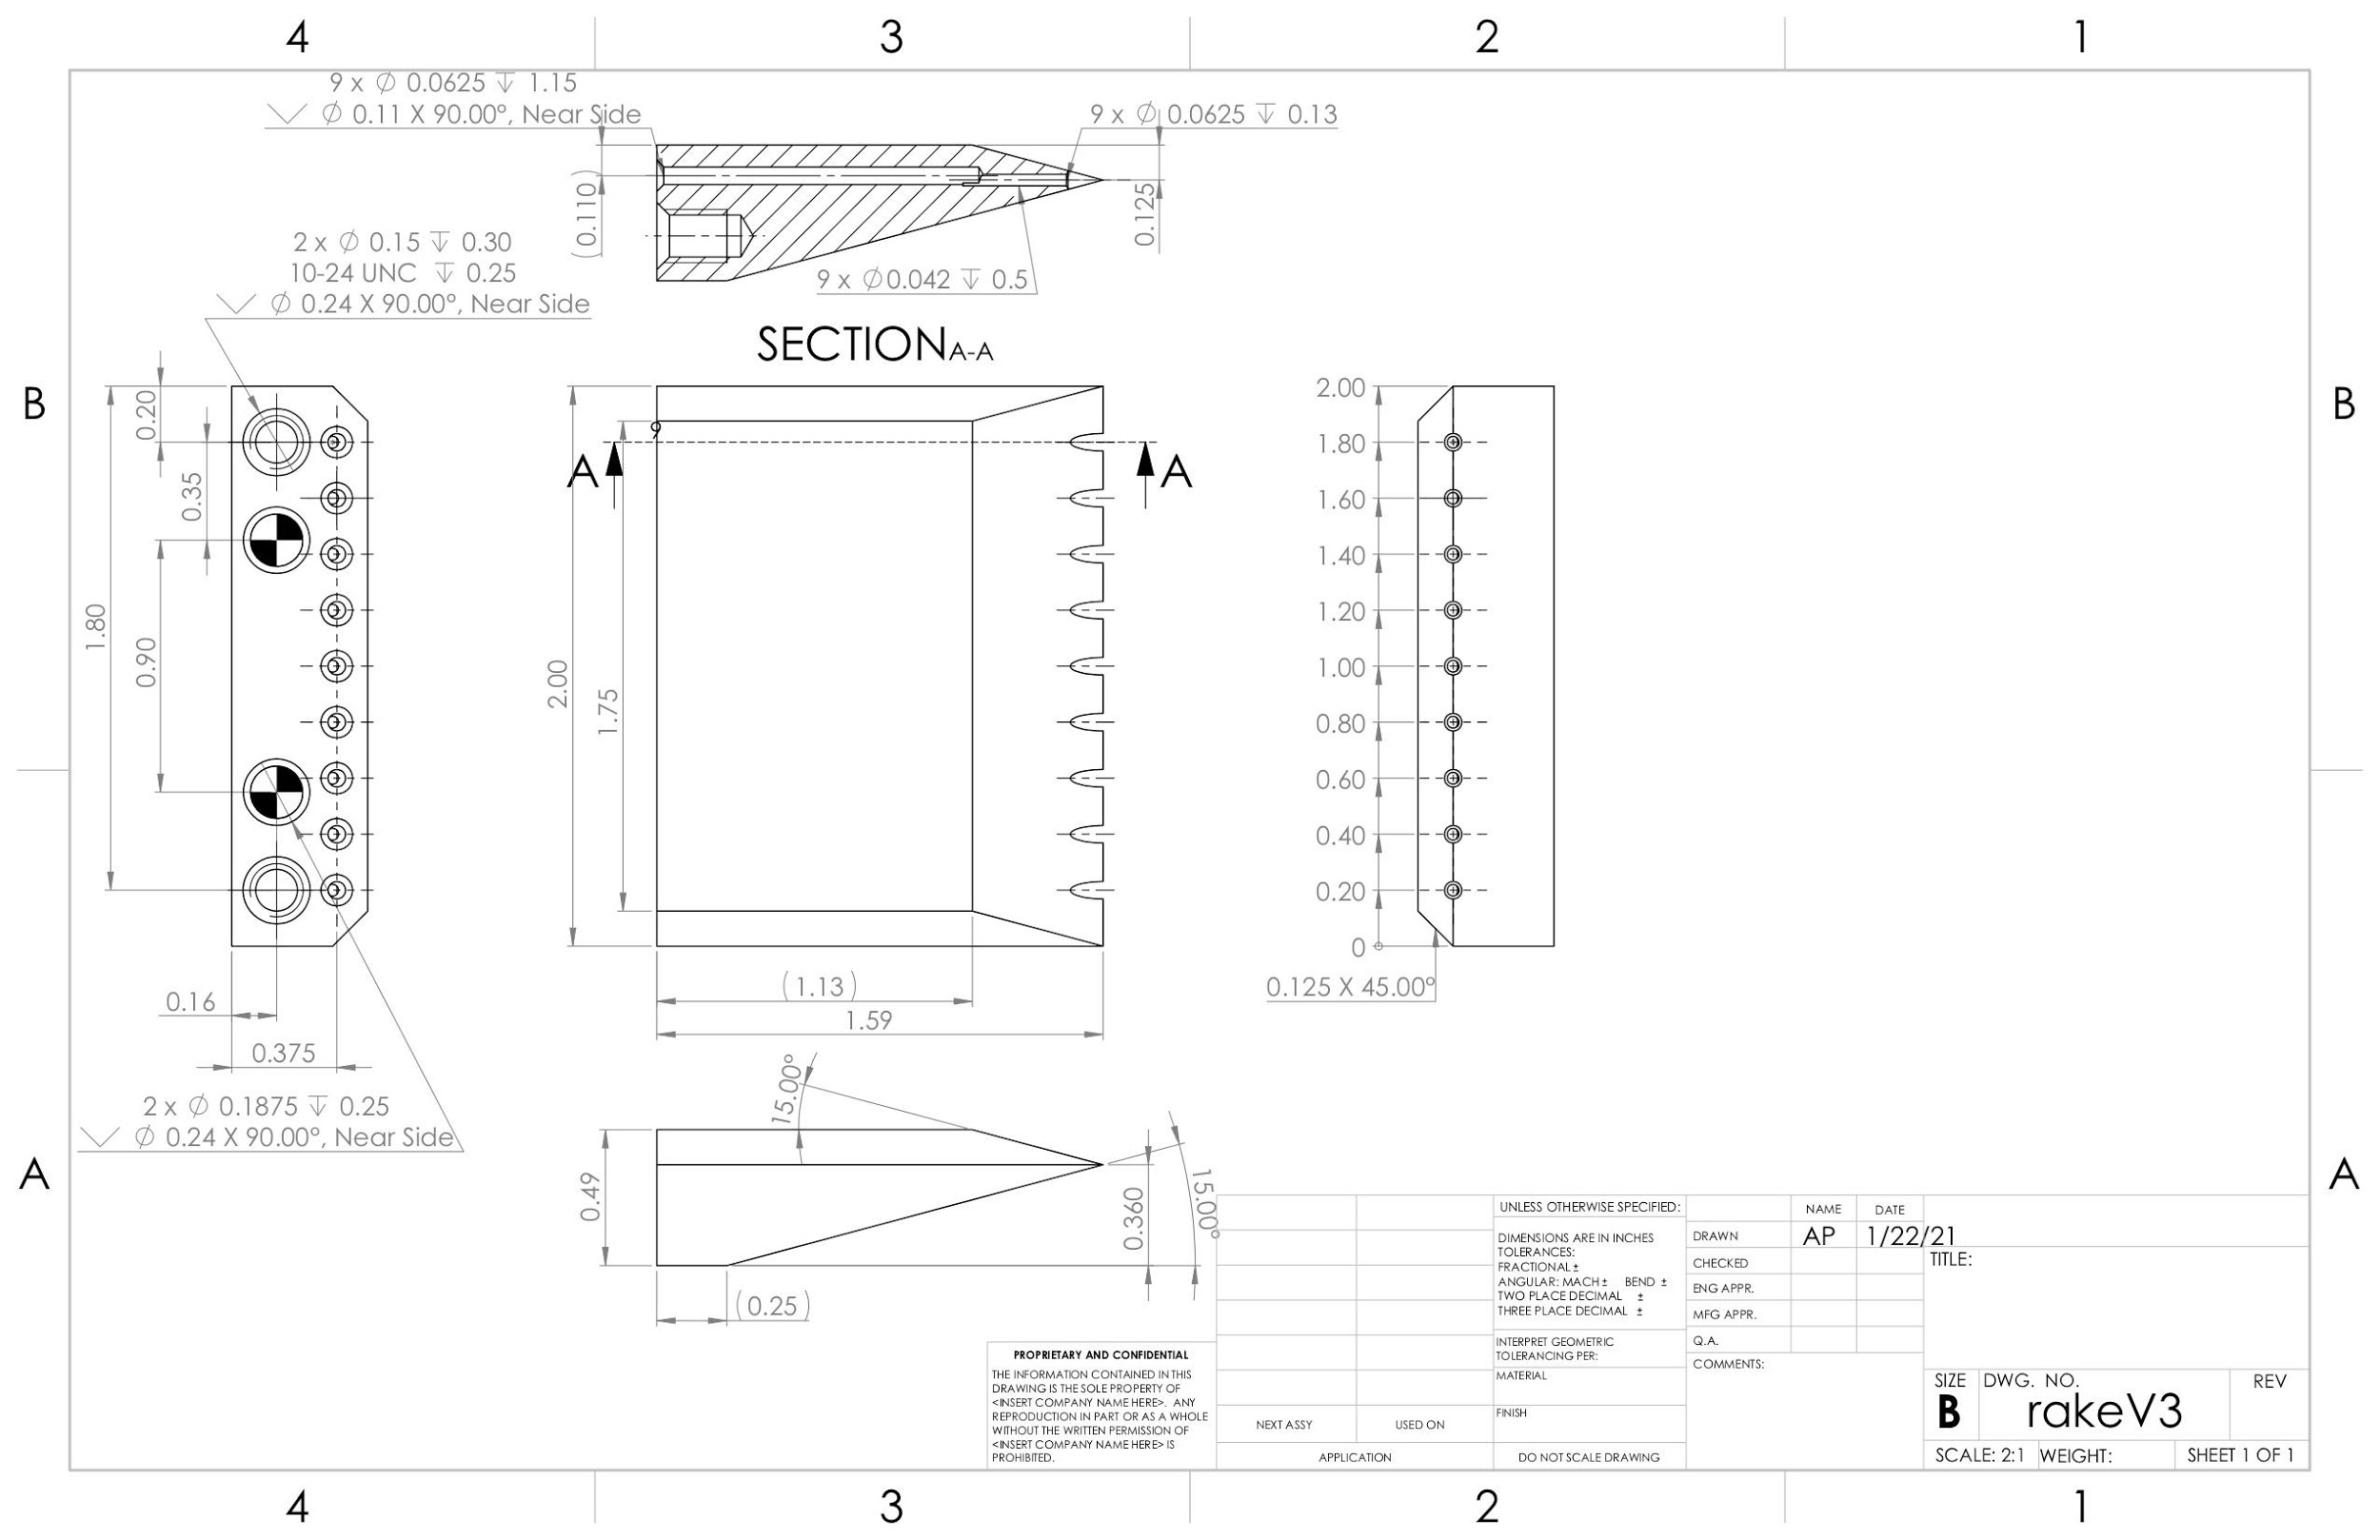 4 3 2 1
9 x ∅ 0.0625 ↧ 1.15
⌵ ∅ 0.11 X 90.00°, Near Side
9 x ∅ 0.0625 ↧ 0.13
(0.110)
0.125
9 x ∅0.042 ↧ 0.5
2 x ∅ 0.15 ↧ 0.30
10-24 UNC ↧ 0.25
⌵ ∅ 0.24 X 90.00°, Near Side
SECTION A-A
B
B
0.20
0.35
1.80
0.90
0.16
0.375
2 x ∅ 0.1875 ↧ 0.25
⌵ ∅ 0.24 X 90.00°, Near Side
9
A
A
2.00
1.75
(1.13)
1.59
2.00
1.80
1.60
1.40
1.20
1.00
0.80
0.60
0.40
0.20
0
0.125 X 45.00°
15.00°
0.49
0.360
15.00°
(0.25)
A
A
PROPRIETARY AND CONFIDENTIAL
THE INFORMATION CONTAINED IN THIS
DRAWING IS THE SOLE PROPERTY OF
<INSERT COMPANY NAME HERE>. ANY
REPRODUCTION IN PART OR AS A WHOLE
WITHOUT THE WRITTEN PERMISSION OF
<INSERT COMPANY NAME HERE> IS
PROHIBITED.
NEXT ASSY
USED ON
APPLICATION
UNLESS OTHERWISE SPECIFIED:
DIMENSIONS ARE IN INCHES
TOLERANCES:
FRACTIONAL ±
ANGULAR: MACH ± BEND ±
TWO PLACE DECIMAL ±
THREE PLACE DECIMAL ±
INTERPRET GEOMETRIC
TOLERANCING PER:
MATERIAL
FINISH
DO NOT SCALE DRAWING
NAME DATE
DRAWN AP 1/22/21
CHECKED
ENG APPR.
MFG APPR.
Q.A.
COMMENTS:
TITLE:
SIZE DWG. NO. REV
B rakeV3
SCALE: 2:1 WEIGHT: SHEET 1 OF 1
4 3 2 1